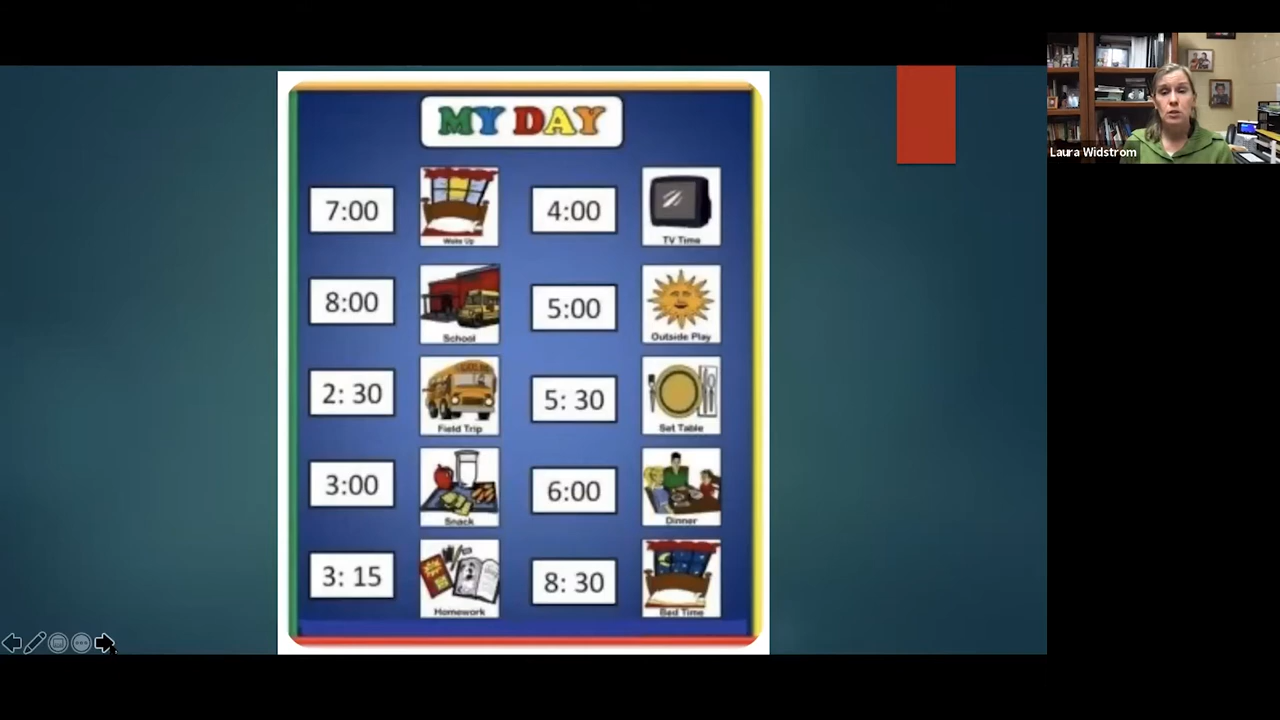 MY DAY
7:00
Wake Up
8:00
School
2: 30
Field Trip
3:00
Snack
3: 15
Homework
4:00
TV Time
5:00
Outside Play
5: 30
Set Table
6:00
Dinner
8: 30
Bed Time
Laura Widstrom